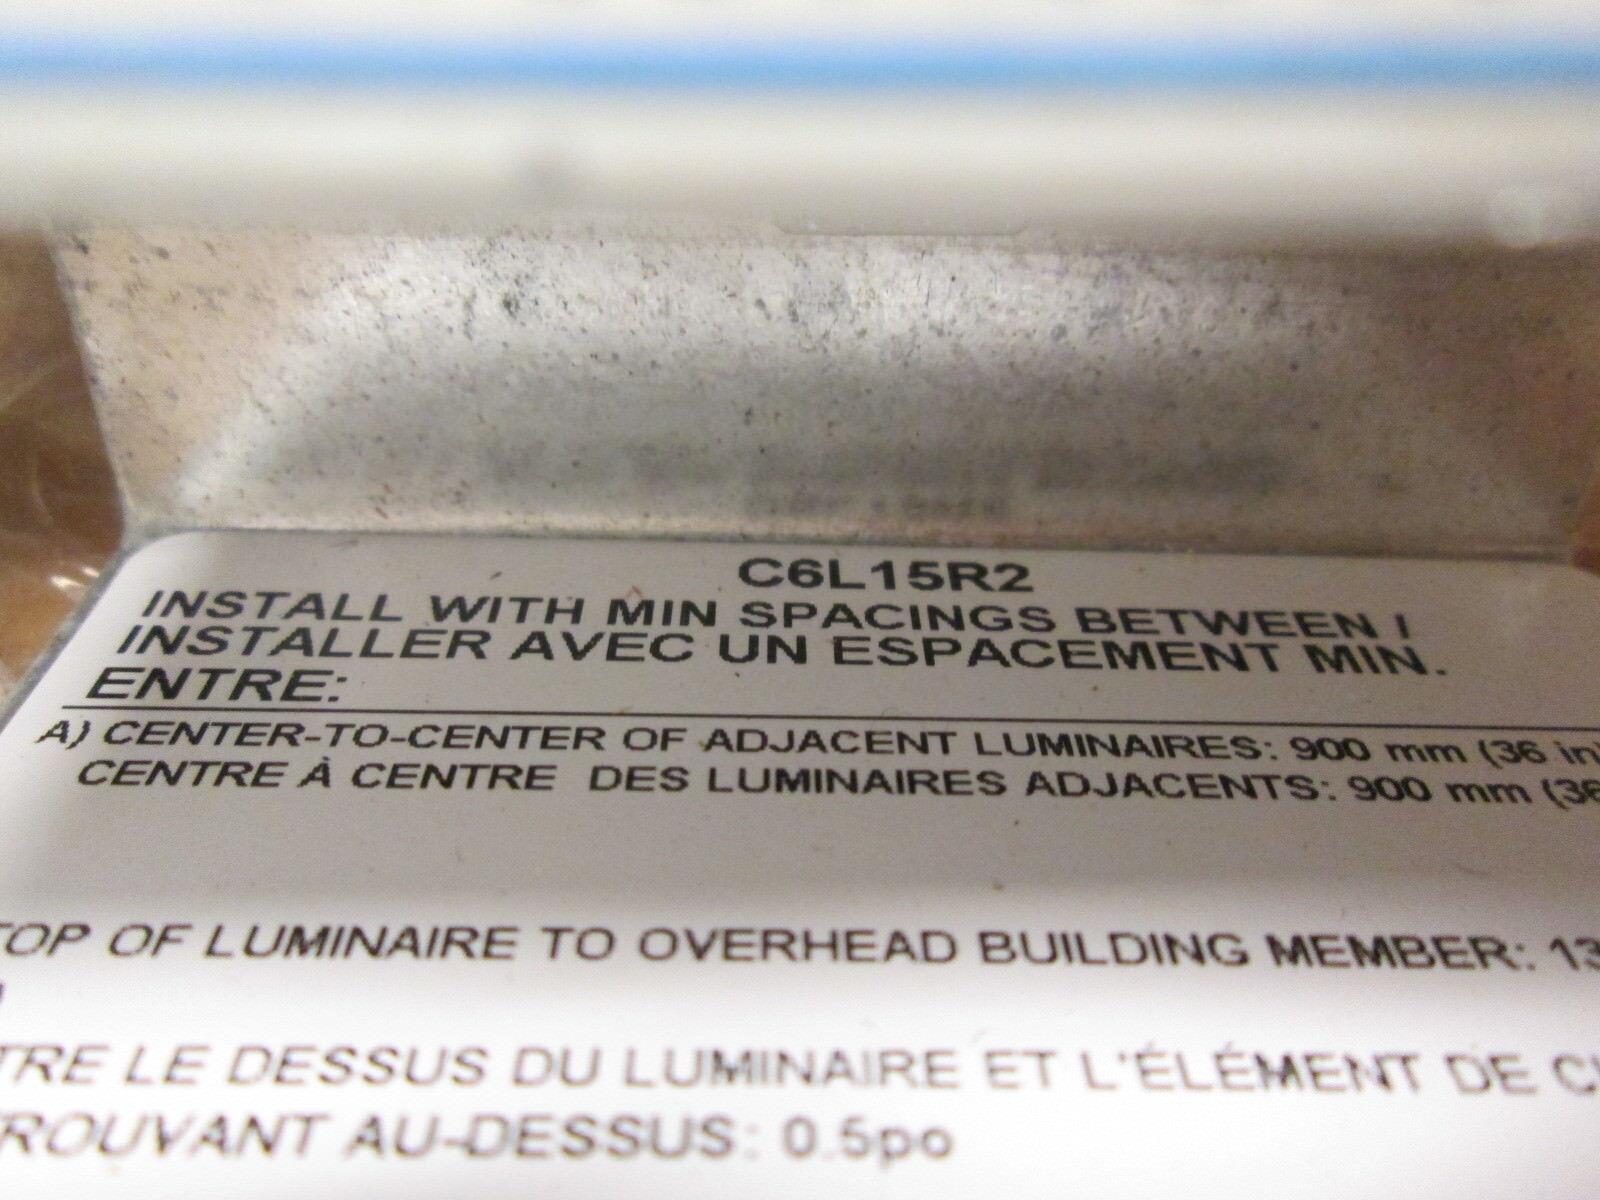 C6L15R2
INSTALL WITH MIN SPACINGS BETWEEN /
INSTALLER AVEC UN ESPACEMENT MIN.
ENTRE:
A) CENTER-TO-CENTER OF ADJACENT LUMINAIRES: 900 mm (36 in)
CENTRE À CENTRE DES LUMINAIRES ADJACENTS: 900 mm (36
TOP OF LUMINAIRE TO OVERHEAD BUILDING MEMBER: 13
TRE LE DESSUS DU LUMINAIRE ET L'ÉLÉMENT DE
ROUVANT AU-DESSUS: 0.5po